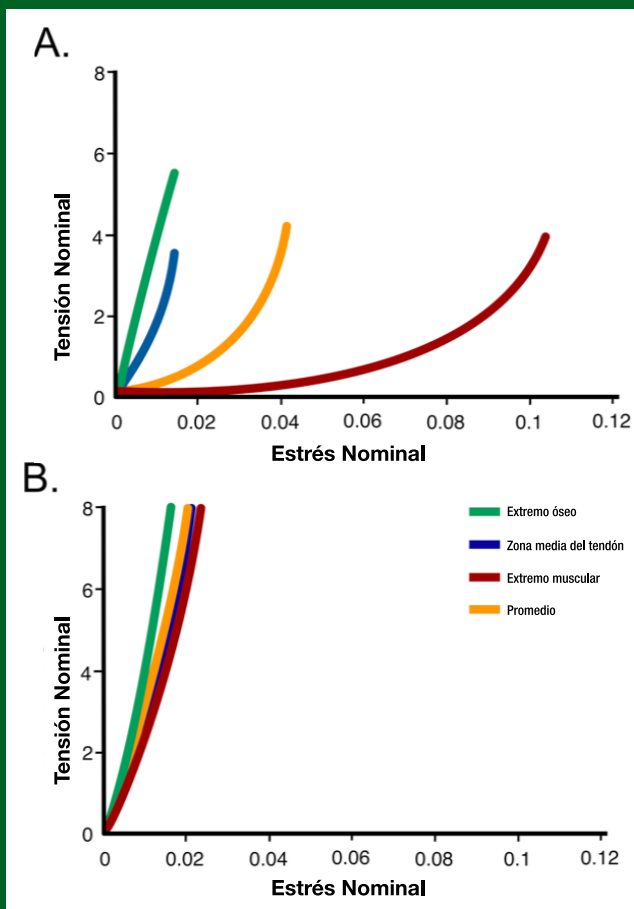 A.
Tensión Nominal
8
6
4
2
0
0 0.02 0.04 0.06 0.08 0.1 0.12
Estrés Nominal
B.
Tensión Nominal
8
6
4
2
0
0 0.02 0.04 0.06 0.08 0.1 0.12
Estrés Nominal
Extremo óseo
Zona media del tendón
Extremo muscular
Promedio